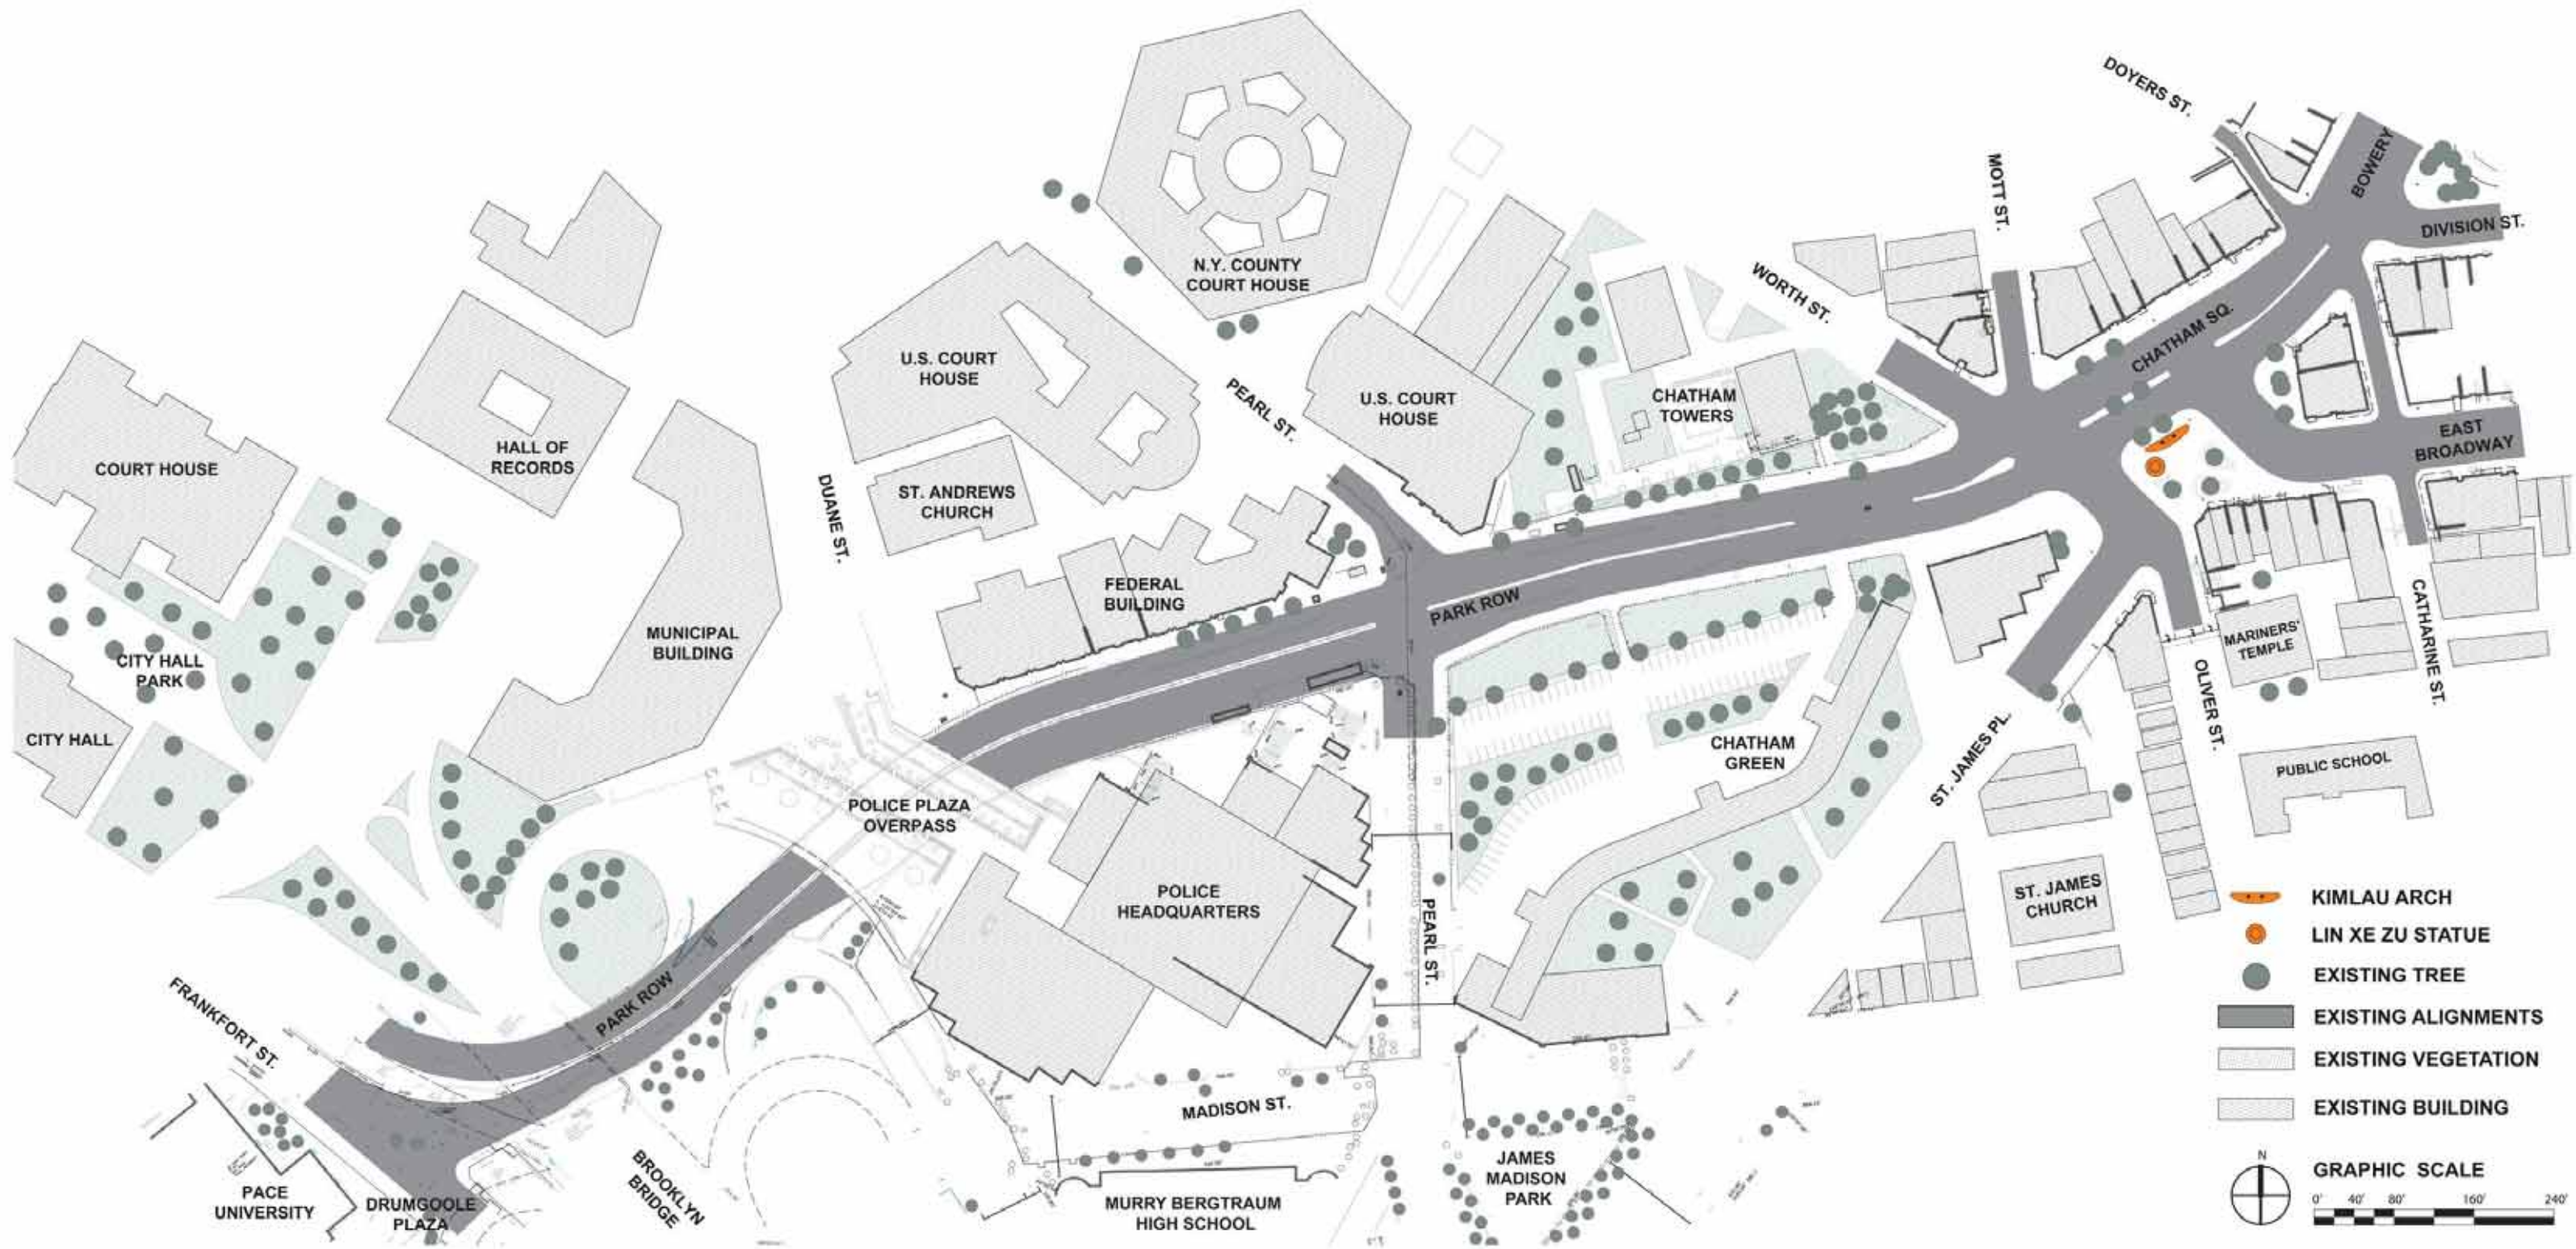 DOYERS ST.
BOWERY
MOTT ST.
DIVISION ST.
N.Y. COUNTY
COURT HOUSE
WORTH ST.
CHATHAM SQ.
U.S. COURT
HOUSE
PEARL ST.
U.S. COURT
HOUSE
CHATHAM
TOWERS
EAST
BROADWAY
COURT HOUSE
HALL OF
RECORDS
DUANE ST.
ST. ANDREWS
CHURCH
FEDERAL
BUILDING
PARK ROW
MUNICIPAL
BUILDING
CITY HALL
PARK
CITY HALL
MARINERS'
TEMPLE
CATHARINE ST.
OLIVER ST.
ST. JAMES PL.
CHATHAM
GREEN
PUBLIC SCHOOL
POLICE PLAZA
OVERPASS
POLICE
HEADQUARTERS
PEARL ST.
ST. JAMES
CHURCH
PARK ROW
FRANKFORT ST.
MADISON ST.
BROOKLYN
BRIDGE
PACE
UNIVERSITY
DRUMGOOLE
PLAZA
MURRY BERGTRAUM
HIGH SCHOOL
JAMES
MADISON
PARK
KIMLAU ARCH
LIN XE ZU STATUE
EXISTING TREE
EXISTING ALIGNMENTS
EXISTING VEGETATION
EXISTING BUILDING
N
GRAPHIC SCALE
0' 40' 80' 160' 240'